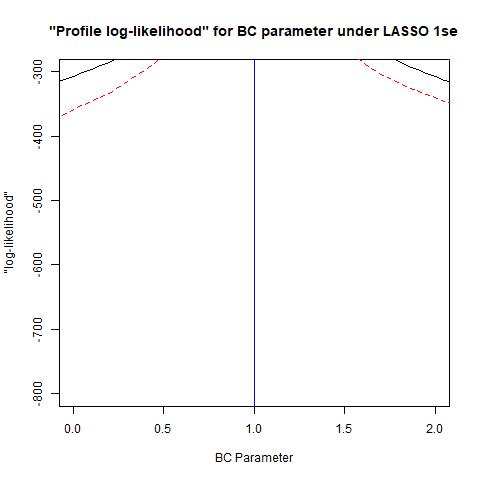 "Profile log-likelihood" for BC parameter under LASSO 1se
-300
-400
-500
-600
-700
-800
"log-likelihood"
0.0 0.5 1.0 1.5 2.0
BC Parameter